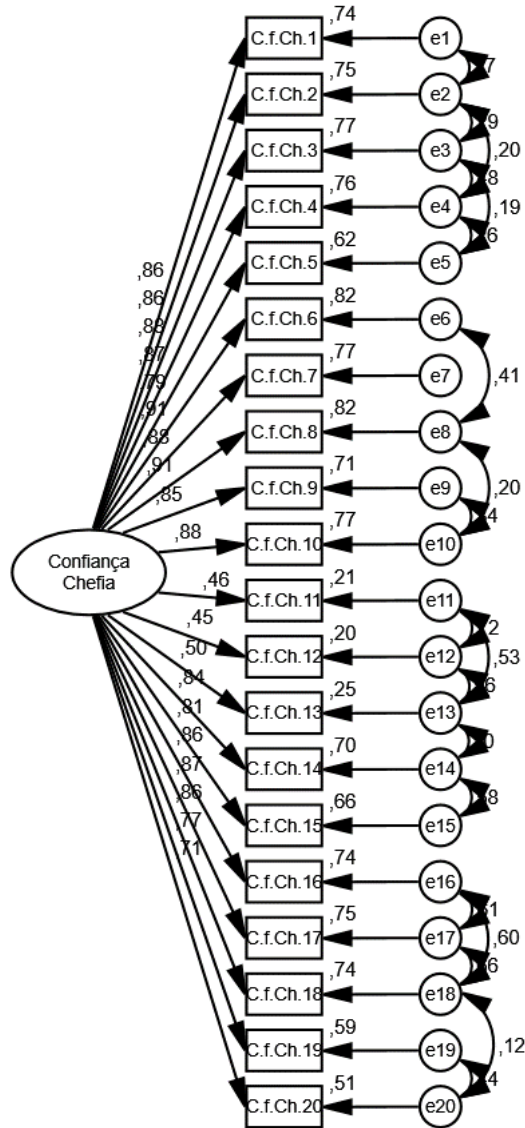 ,74
C.f.Ch.1
e1
,75
C.f.Ch.2
e2
,77
C.f.Ch.3
e3
,20
,76
C.f.Ch.4
e4
,19
,62
C.f.Ch.5
e5
,86
,86
,88
,87
,79
,91
,88
,91
,85
,88
,46
,45
,50
,84
,81
,86
,87
,86
,77
,71
,82
C.f.Ch.6
e6
,77
C.f.Ch.7
e7
,41
,82
C.f.Ch.8
e8
,71
C.f.Ch.9
e9
,20
,77
C.f.Ch.10
e10
Confiança
Chefia
,21
C.f.Ch.11
e11
,20
C.f.Ch.12
e12
,53
,25
C.f.Ch.13
e13
,70
C.f.Ch.14
e14
,66
C.f.Ch.15
e15
,74
C.f.Ch.16
e16
,75
C.f.Ch.17
e17
,60
,74
C.f.Ch.18
e18
,59
C.f.Ch.19
e19
,12
,51
C.f.Ch.20
e20